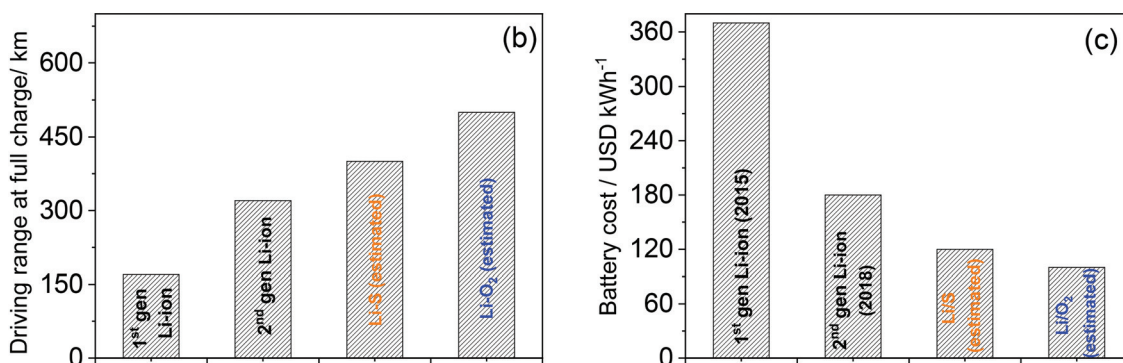 (b)
Driving range at full charge/ km
600
450
300
150
0
1st gen
Li-ion
2nd gen Li-ion
Li-S (estimated)
Li-O₂ (estimated)
(c)
Battery cost / USD kWh⁻¹
360
300
240
180
120
60
0
1st gen Li-ion (2015)
2nd gen Li-ion
(2018)
Li/S
(estimated)
Li/O₂
(estimated)